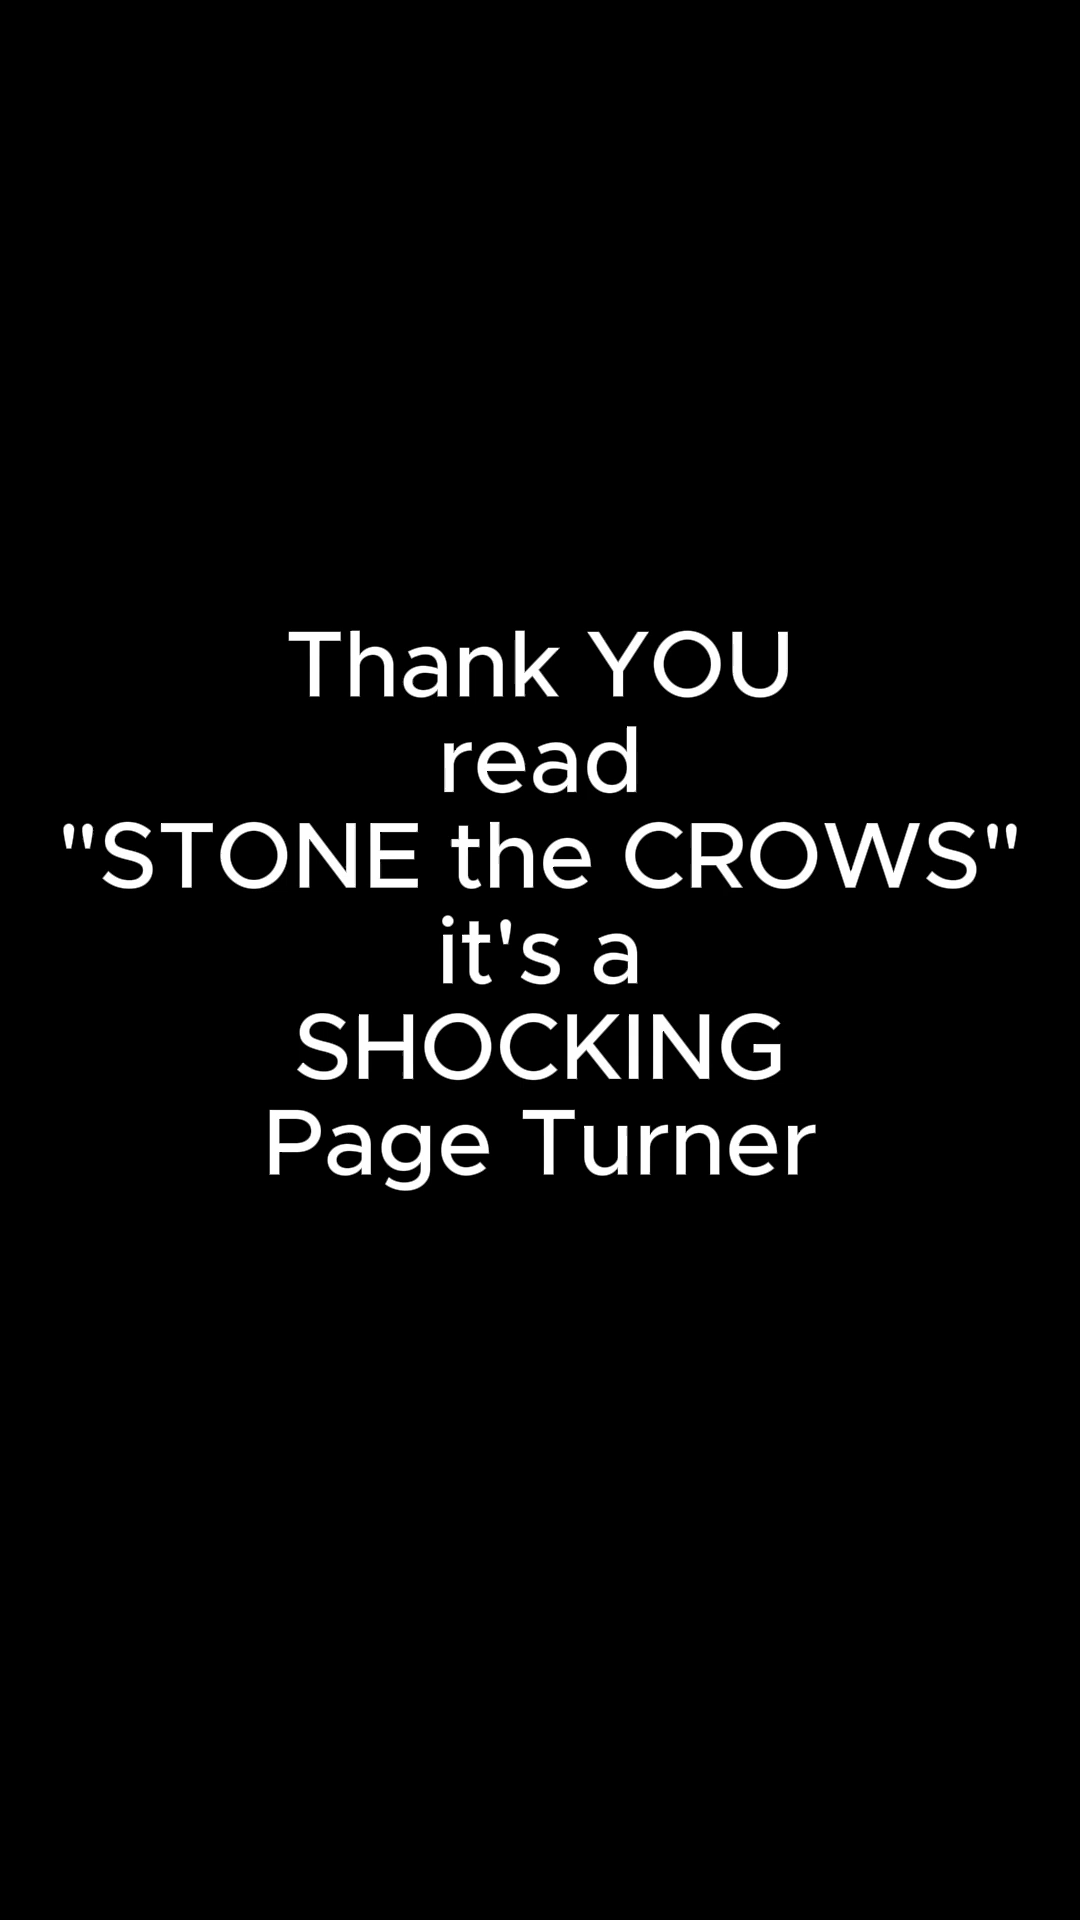 Thank YOU
read
"STONE the CROWS"
it's a
SHOCKING
Page Turner